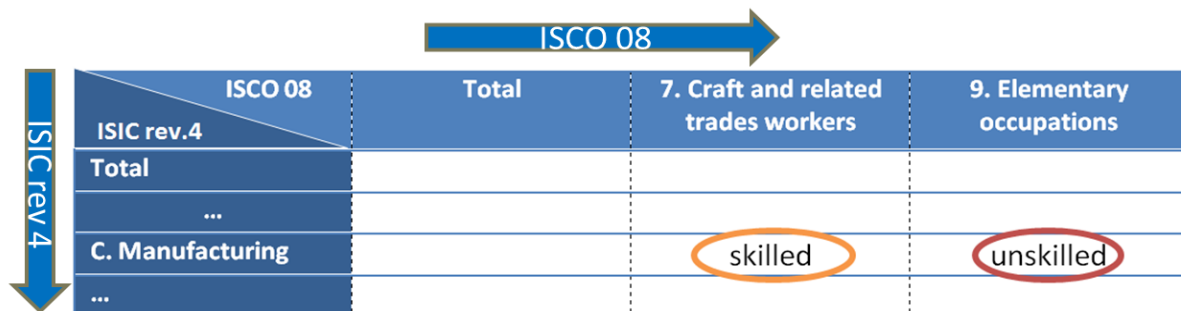 ISCO 08
ISIC rev.4
ISCO 08
ISIC rev.4
Total
7. Craft and related
trades workers
9. Elementary
occupations
Total
...
C. Manufacturing
skilled
unskilled
...